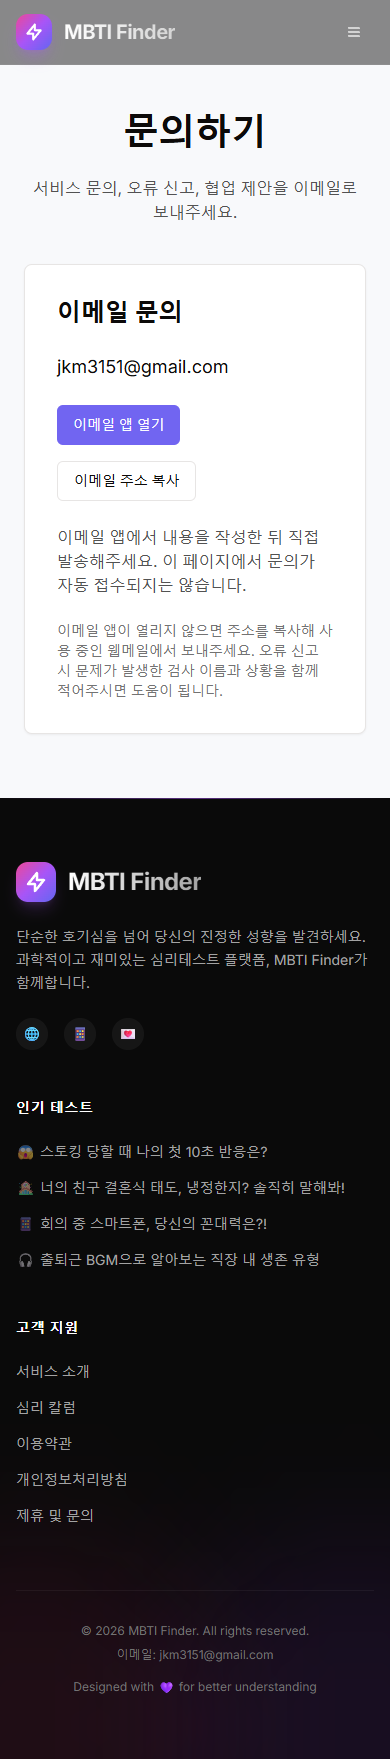 MBTI Finder
문의하기
서비스 문의, 오류 신고, 협업 제안을 이메일로
보내주세요.
이메일 문의
jkm3151@gmail.com
이메일 앱 열기
이메일 주소 복사
이메일 앱에서 내용을 작성한 뒤 직접
발송해주세요. 이 페이지에서 문의가
자동 접수되지는 않습니다.
이메일 앱이 열리지 않으면 주소를 복사해 사
용 중인 웹메일에서 보내주세요. 오류 신고
시 문제가 발생한 검사 이름과 상황을 함께
적어주시면 도움이 됩니다.
MBTI Finder
단순한 호기심을 넘어 당신의 진정한 성향을 발견하세요.
과학적이고 재미있는 심리테스트 플랫폼, MBTI Finder가
함께합니다.
인기 테스트
스토킹 당할 때 나의 첫 10초 반응은?
너의 친구 결혼식 태도, 냉정한지? 솔직히 말해봐!
회의 중 스마트폰, 당신의 꼰대력은?!
출퇴근 BGM으로 알아보는 직장 내 생존 유형
고객 지원
서비스 소개
심리 칼럼
이용약관
개인정보처리방침
제휴 및 문의
© 2026 MBTI Finder. All rights reserved.
이메일: jkm3151@gmail.com
Designed with 💜 for better understanding